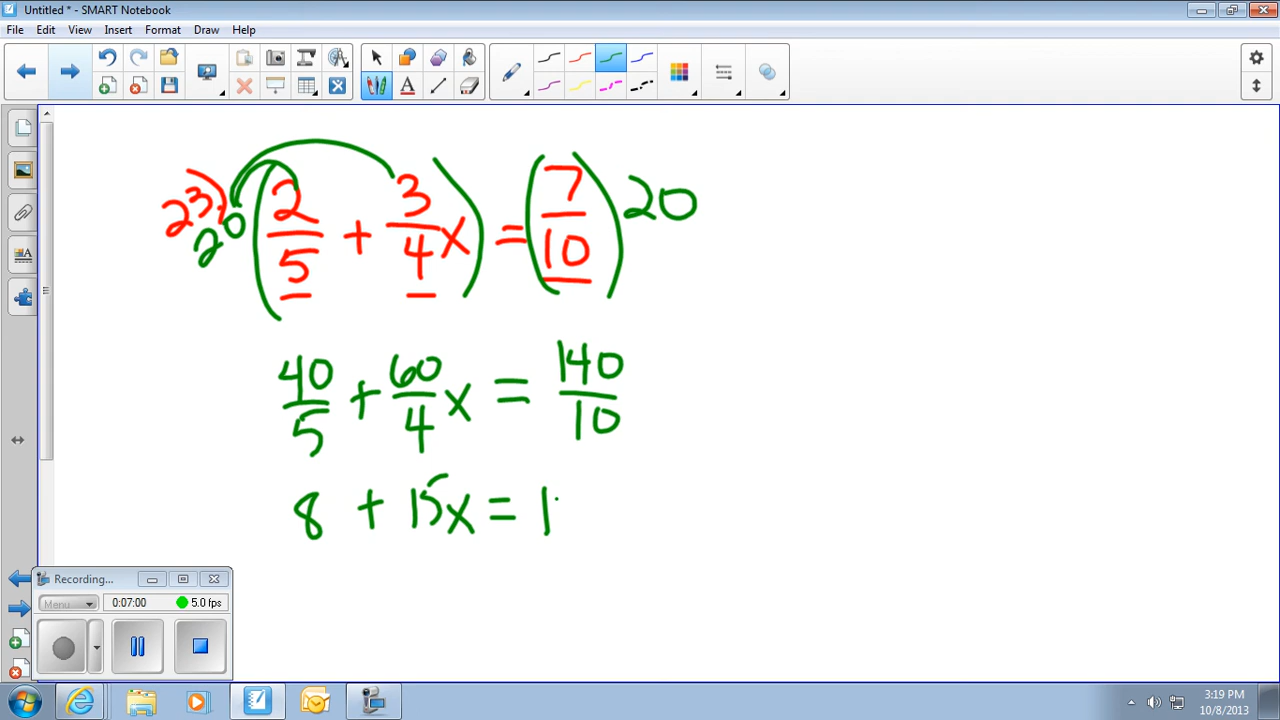 Untitled * - SMART Notebook
File Edit View Insert Format Draw Help
20 (2/5 + 3/4 x) = (7/10) 20
40/5 + 60/4 x = 140/10
8 + 15x = 1
Recording...
Menu 0:07:00 5.0 fps
3:19 PM
10/8/2013